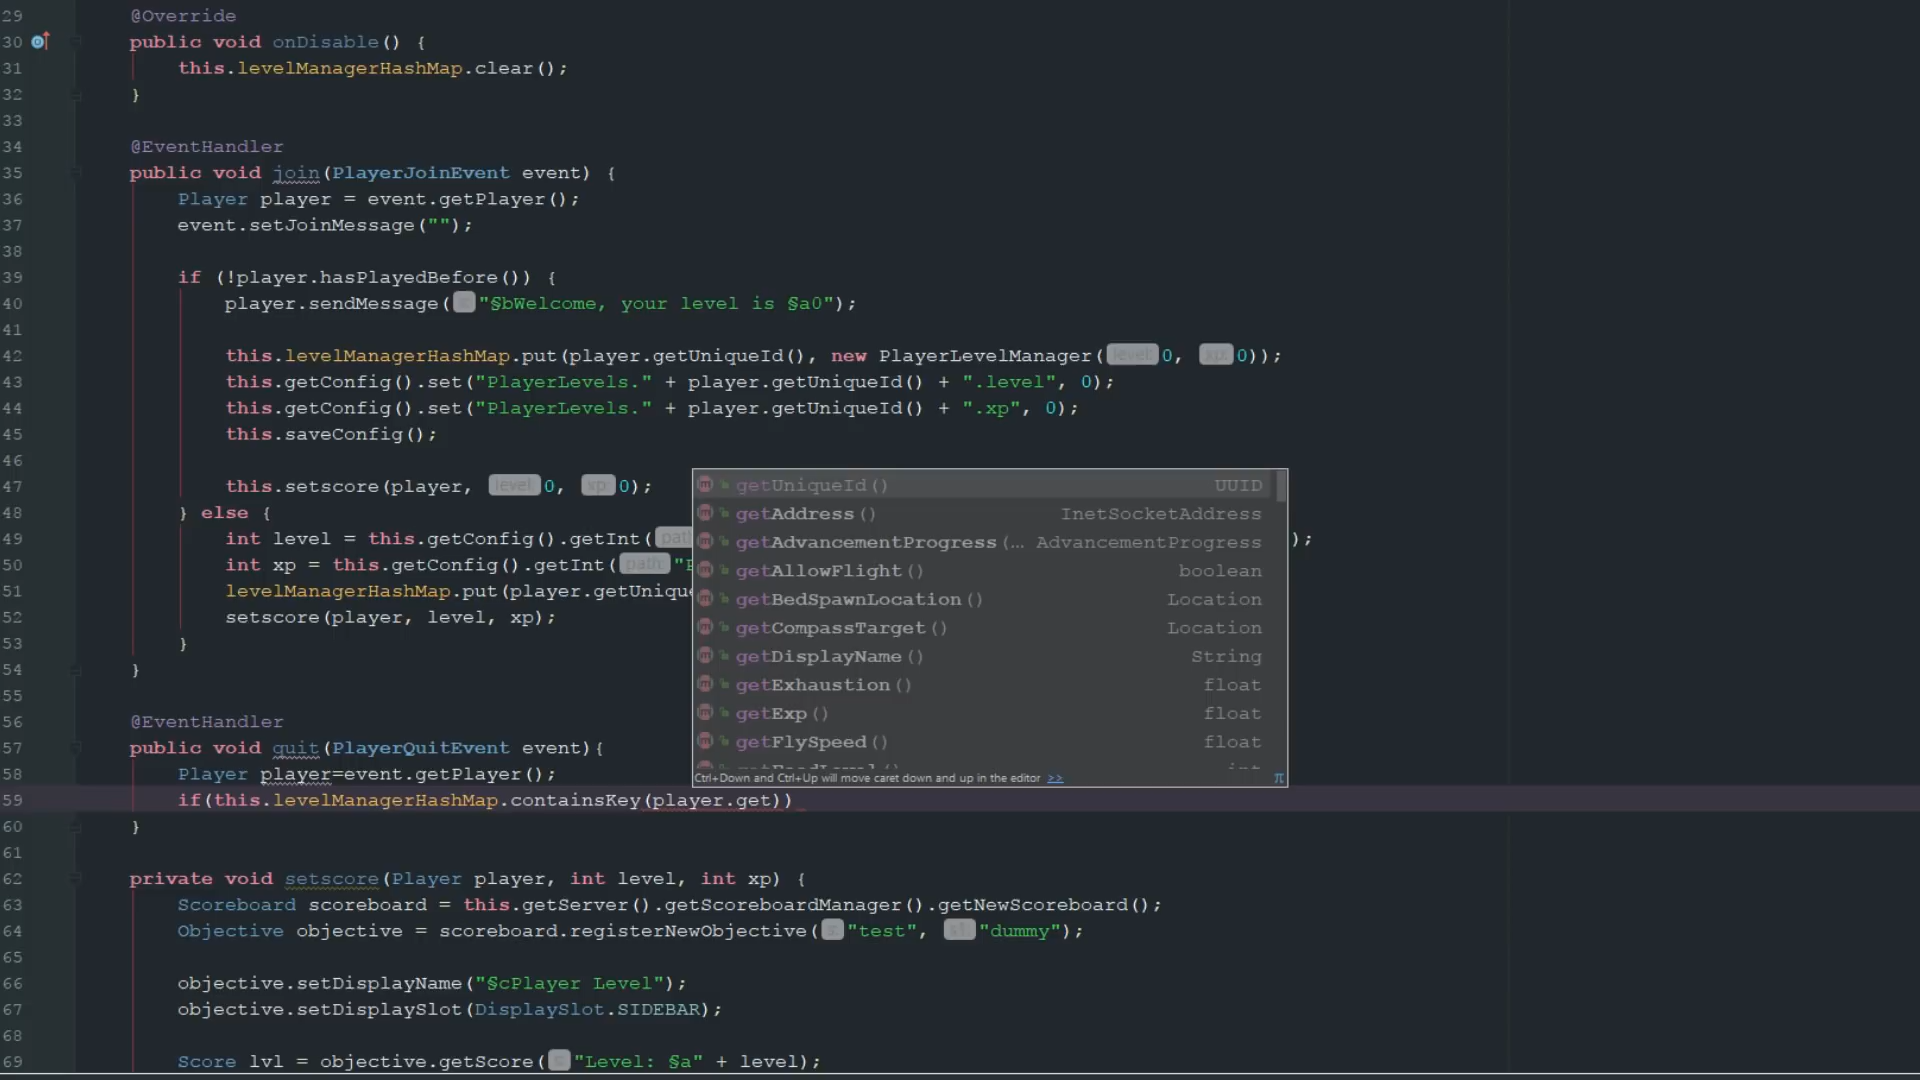 29 @Override
30 public void onDisable() {
31 this.levelManagerHashMap.clear();
32 }
33
34 @EventHandler
35 public void join(PlayerJoinEvent event) {
36 Player player = event.getPlayer();
37 event.setJoinMessage("");
38
39 if (!player.hasPlayedBefore()) {
40 player.sendMessage( "§bWelcome, your level is §a0");
41
42 this.levelManagerHashMap.put(player.getUniqueId(), new PlayerLevelManager(level:0, xp:0));
43 this.getConfig().set("PlayerLevels." + player.getUniqueId() + ".level", 0);
44 this.getConfig().set("PlayerLevels." + player.getUniqueId() + ".xp", 0);
45 this.saveConfig();
46
47 this.setscore(player, level:0, xp:0);
48 } else {
49 int level = this.getConfig().getInt( );
50 int xp = this.getConfig().getInt(path:
51 levelManagerHashMap.put(player.getUnique
52 setscore(player, level, xp);
53 }
54 }
55
56 @EventHandler
57 public void quit(PlayerQuitEvent event){
58 Player player=event.getPlayer();
59 if(this.levelManagerHashMap.containsKey(player.get))
60 }
61
62 private void setscore(Player player, int level, int xp) {
63 Scoreboard scoreboard = this.getServer().getScoreboardManager().getNewScoreboard();
64 Objective objective = scoreboard.registerNewObjective(s:"test", s1:"dummy");
65
66 objective.setDisplayName("§cPlayer Level");
67 objective.setDisplaySlot(DisplaySlot.SIDEBAR);
68
69 Score lvl = objective.getScore( "Level: §a" + level);
getUniqueId() UUID
getAddress() InetSocketAddress
getAdvancementProgress(… AdvancementProgress
getAllowFlight() boolean
getBedSpawnLocation() Location
getCompassTarget() Location
getDisplayName() String
getExhaustion() float
getExp() float
getFlySpeed() float
Ctrl+Down and Ctrl+Up will move caret down and up in the editor >> π